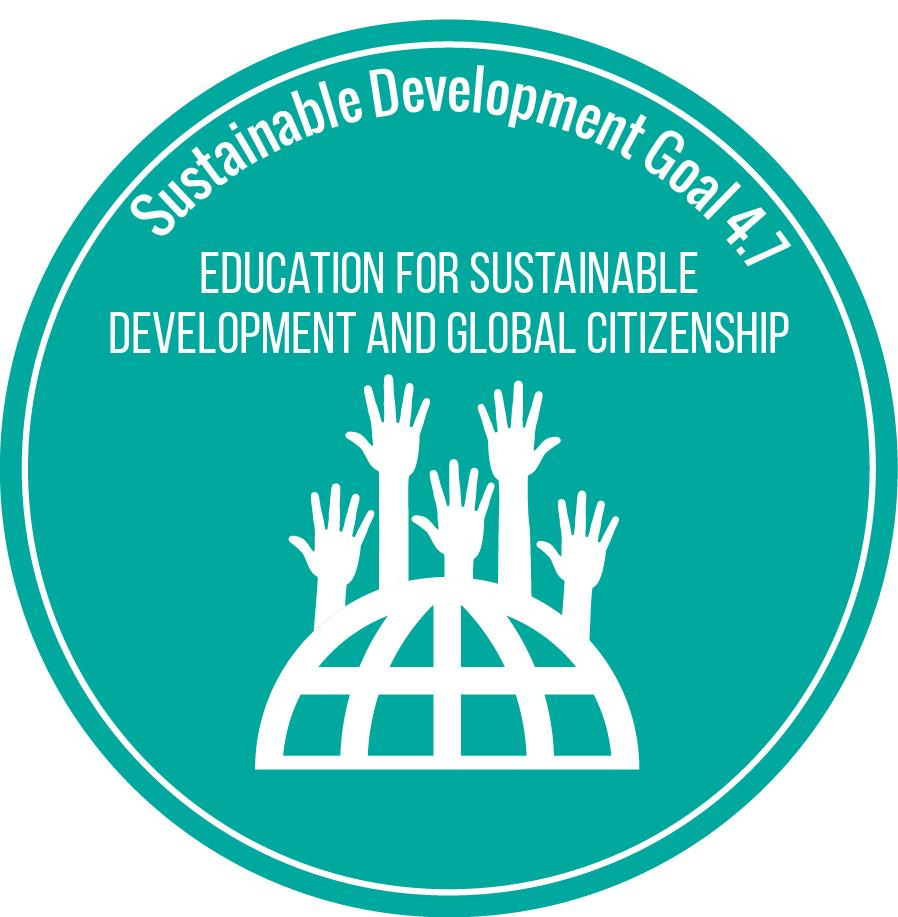 Sustainable Development Goal 4.7
EDUCATION FOR SUSTAINABLE
DEVELOPMENT AND GLOBAL CITIZENSHIP